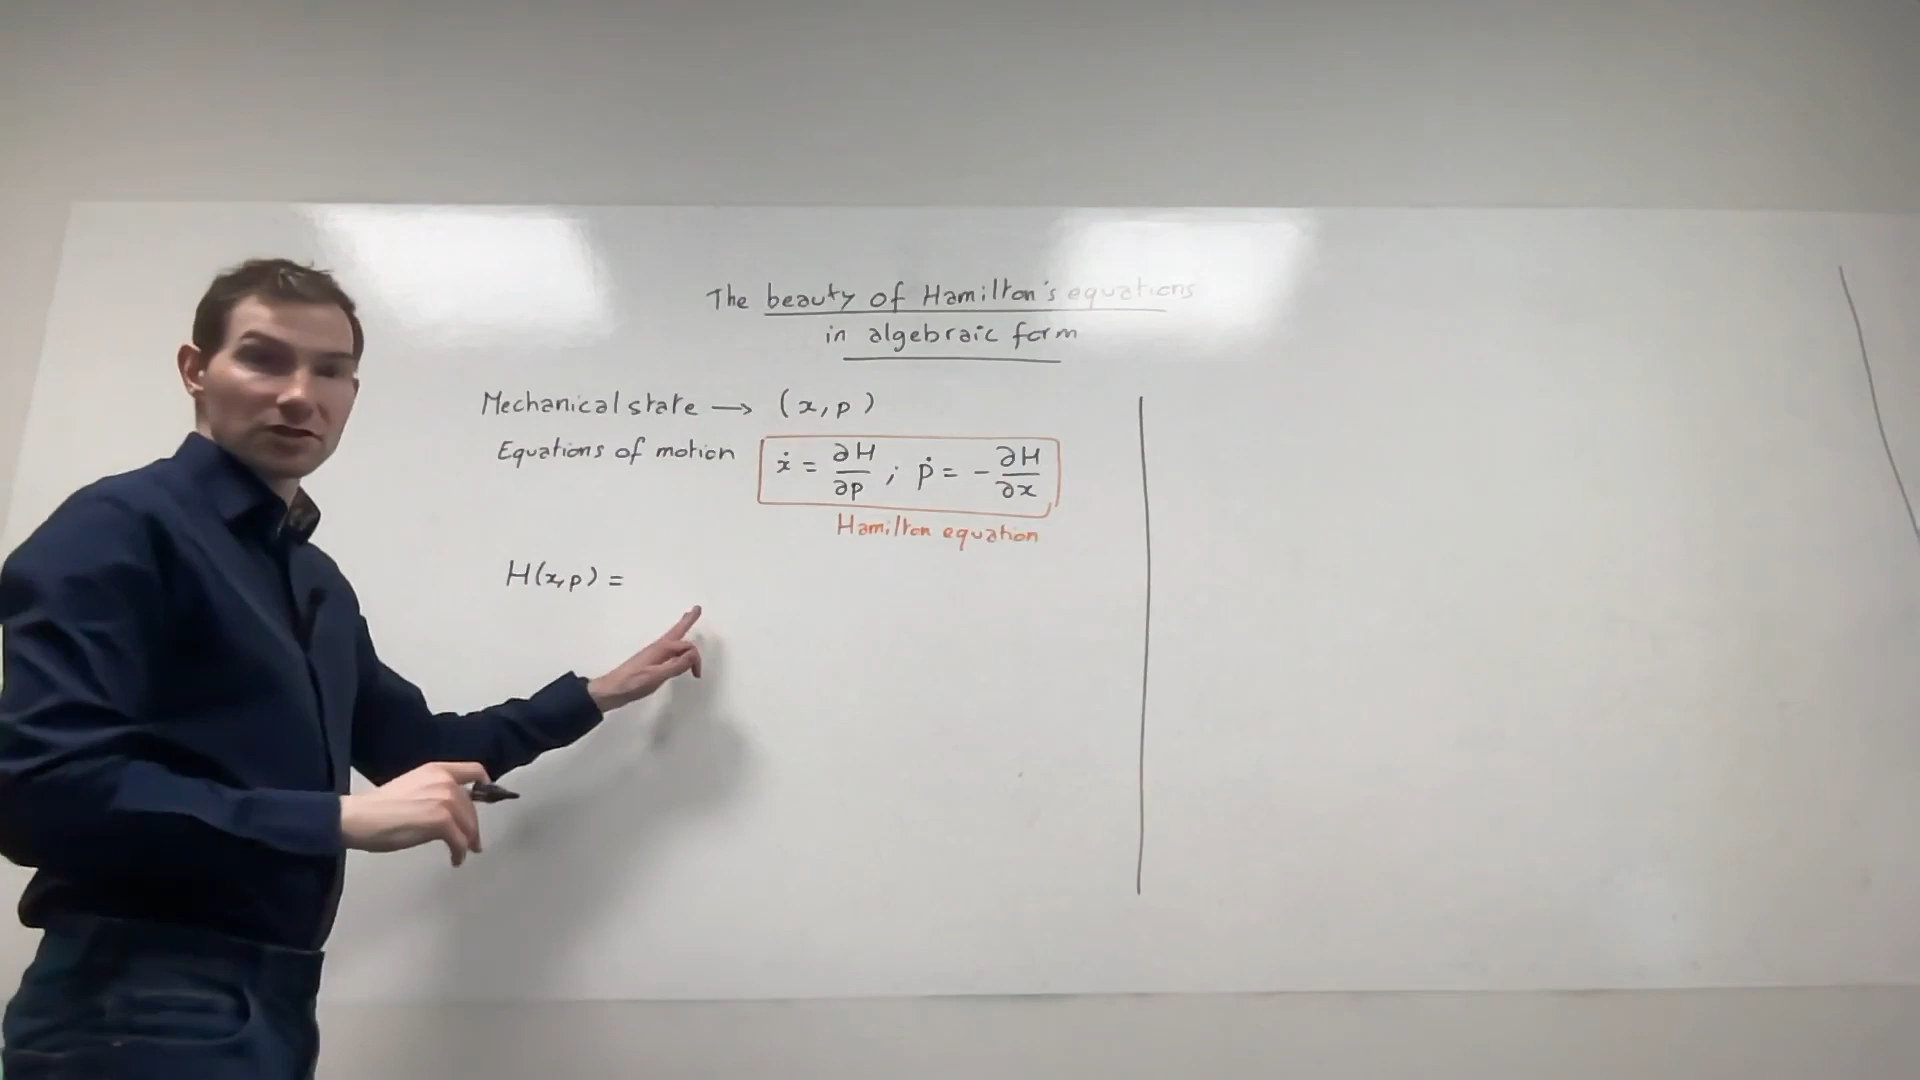 The beauty of Hamilton's equations
in algebraic form
Mechanical state → (x, p)
Equations of motion ẋ = ∂H/∂p ; ṗ = - ∂H/∂x
Hamilton equation
H(x, p) =